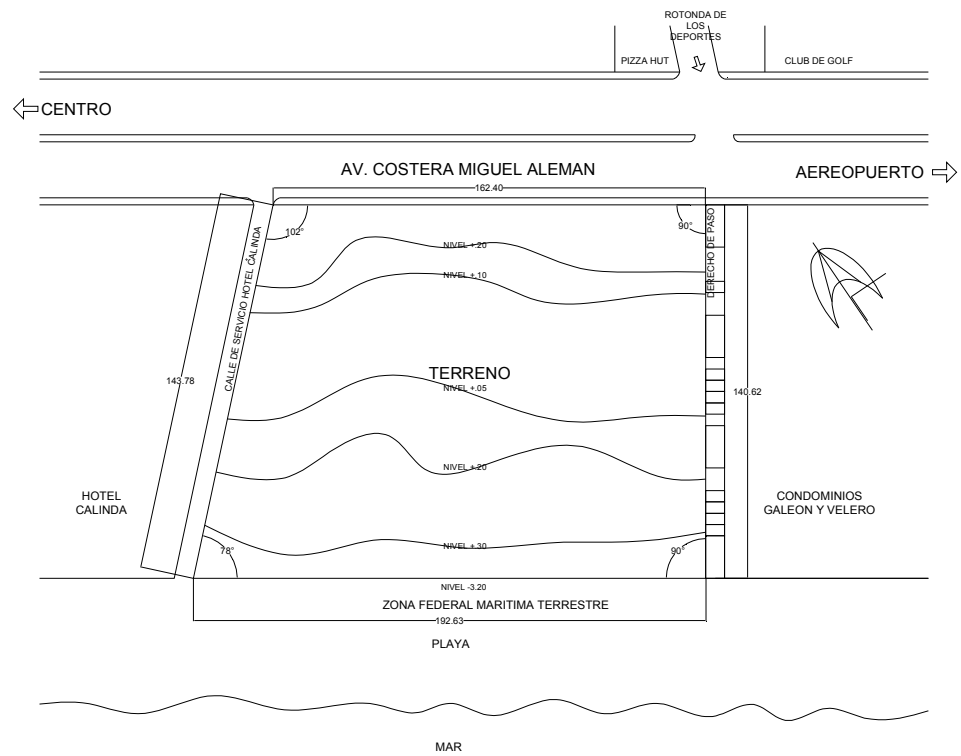 ROTONDA DE
LOS
DEPORTES
PIZZA HUT
CLUB DE GOLF
CENTRO
AV. COSTERA MIGUEL ALEMAN
AEREOPUERTO
162.40
102°
90°
CALLE DE SERVICIO HOTEL CALINDA
DERECHO DE PASO
NIVEL +.20
NIVEL +.10
TERRENO
NIVEL +.05
143.78
140.62
NIVEL +.20
HOTEL
CALINDA
CONDOMINIOS
GALEON Y VELERO
78°
NIVEL +.30
90°
NIVEL -3.20
ZONA FEDERAL MARITIMA TERRESTRE
192.63
PLAYA
MAR